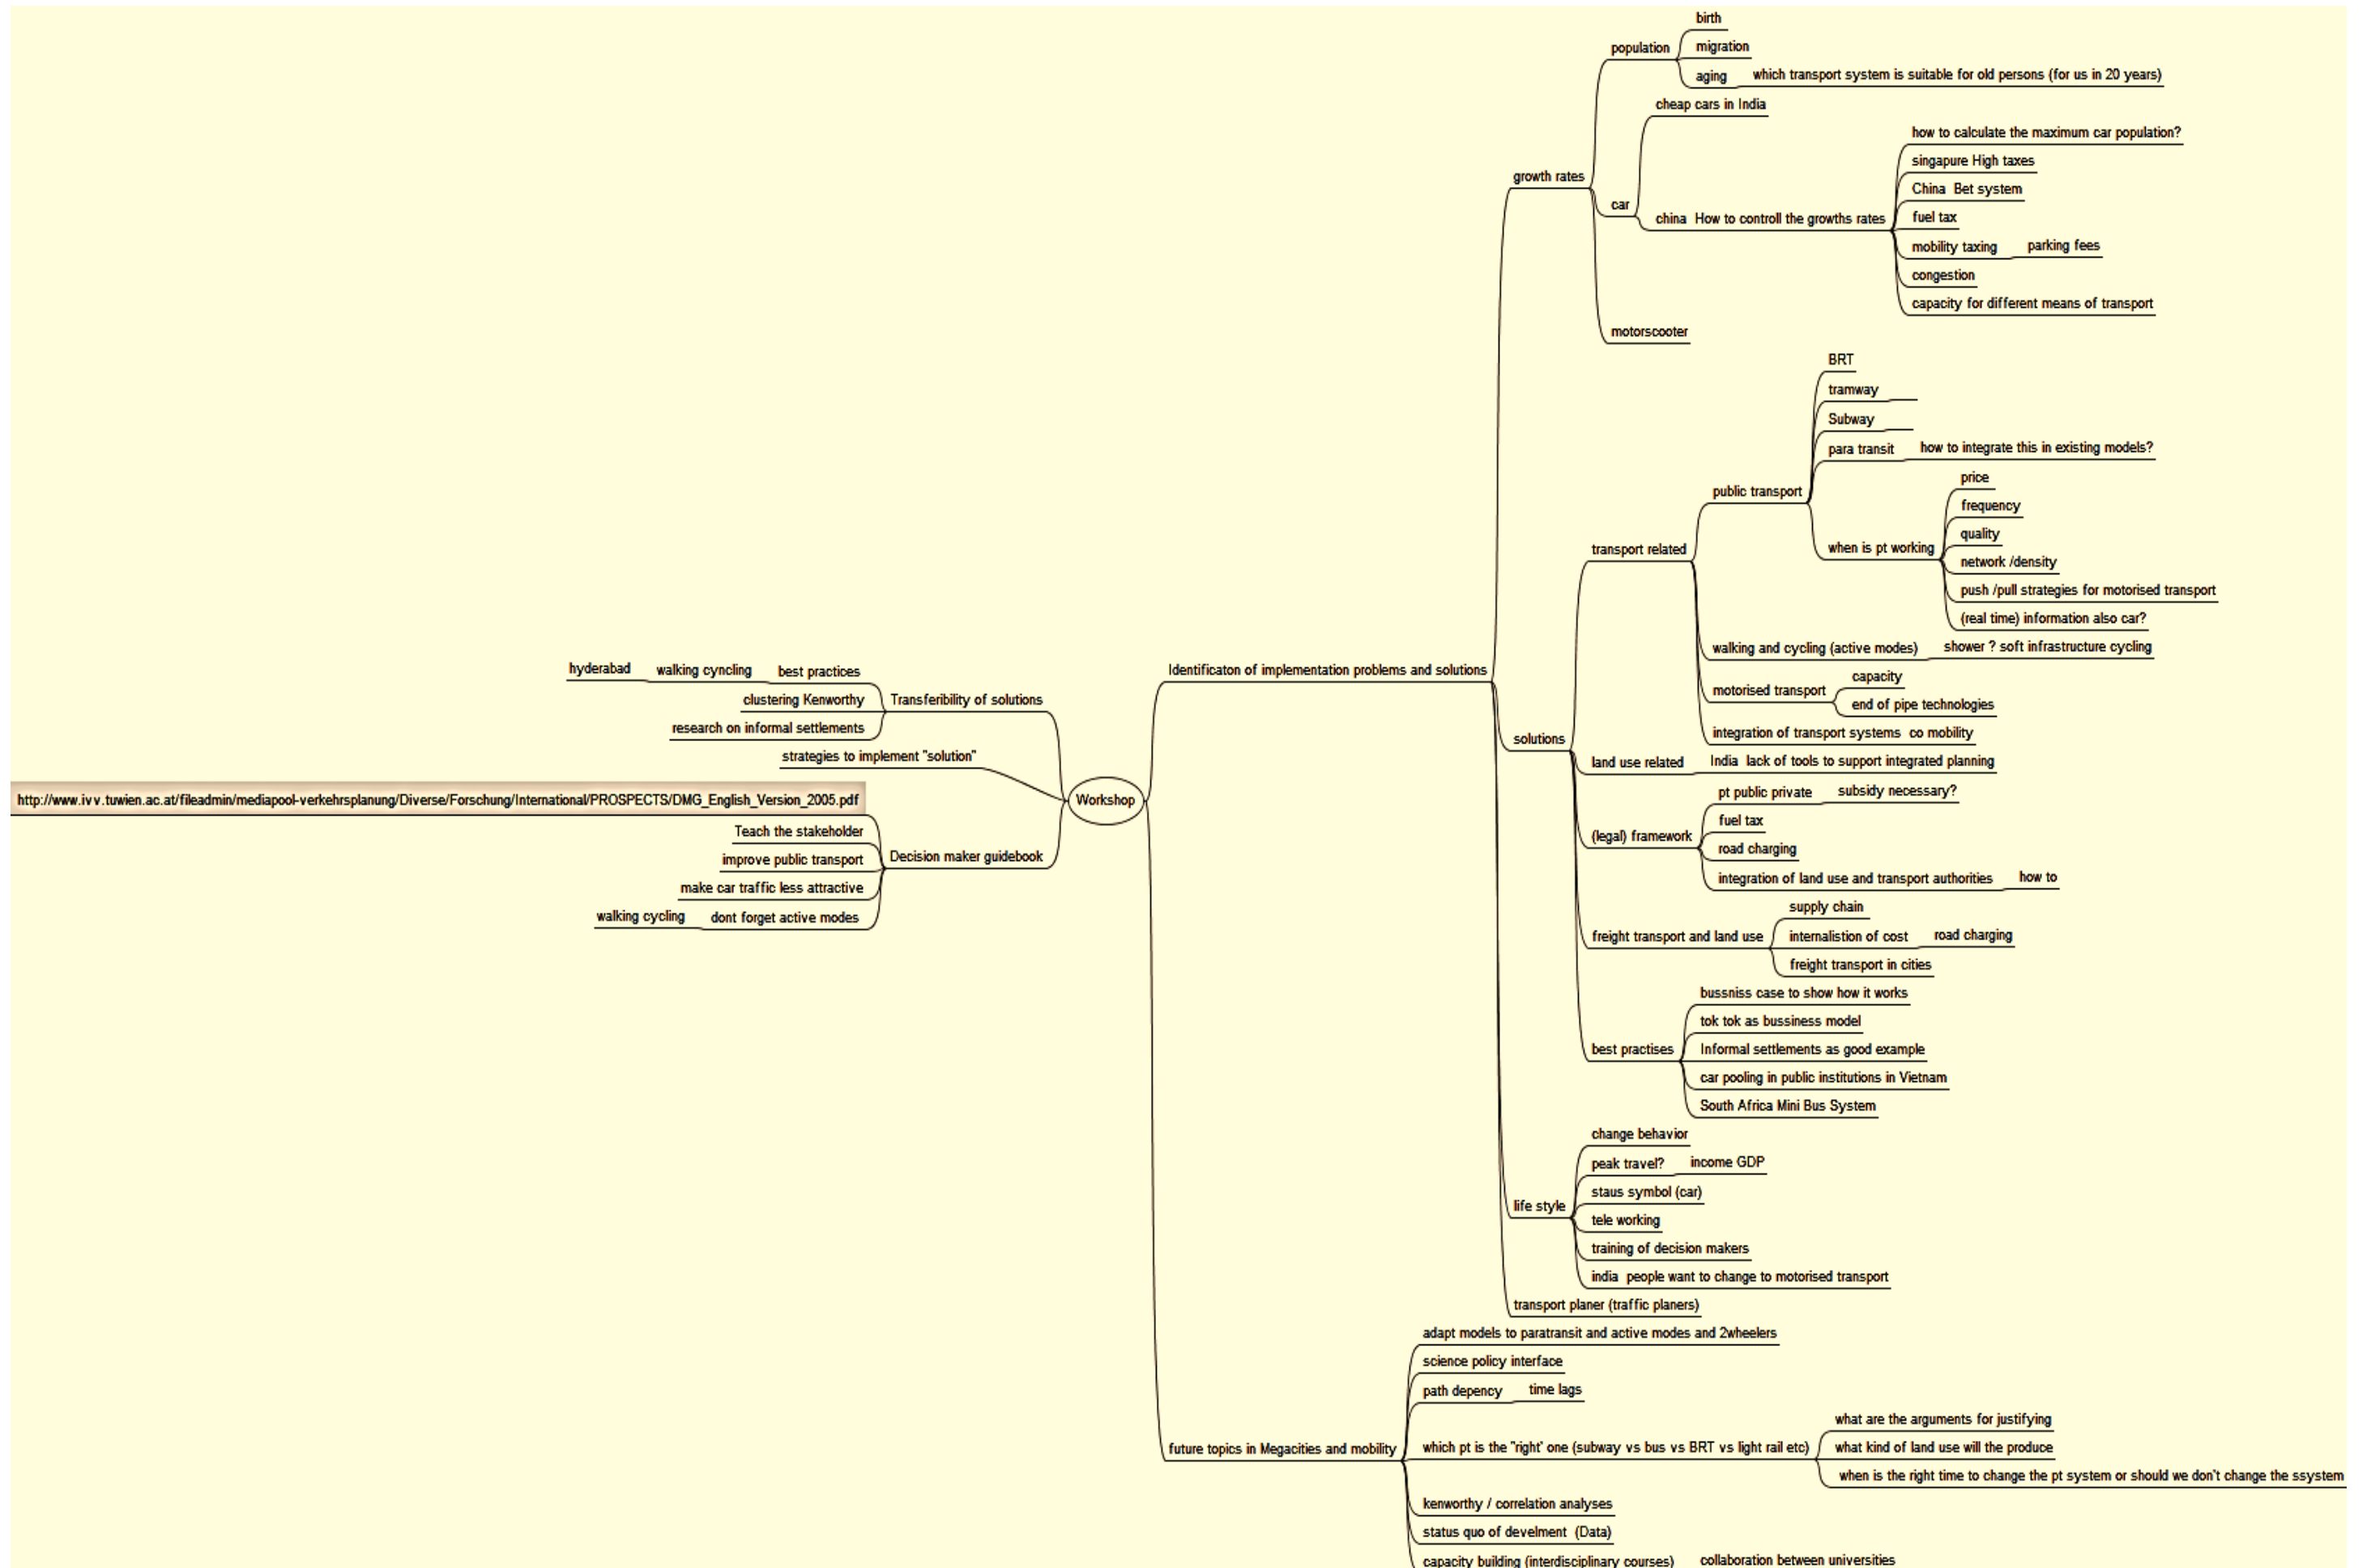 birth
population
migration
aging which transport system is suitable for old persons (for us in 20 years)
cheap cars in India
how to calculate the maximum car population?
singapure High taxes
growth rates
China Bet system
car
china How to controll the growths rates
fuel tax
mobility taxing parking fees
congestion
capacity for different means of transport
motorscooter
BRT
tramway
Subway
para transit how to integrate this in existing models?
price
public transport
frequency
quality
transport related
when is pt working
network /density
push /pull strategies for motorised transport
(real time) information also car?
walking and cycling (active modes) shower ? soft infrastructure cycling
capacity
motorised transport
end of pipe technologies
integration of transport systems co mobility
solutions
land use related India lack of tools to support integrated planning
pt public private subsidy necessary?
fuel tax
(legal) framework
road charging
integration of land use and transport authorities how to
supply chain
freight transport and land use
internalistion of cost road charging
freight transport in cities
bussniss case to show how it works
tok tok as bussiness model
best practises
Informal settlements as good example
car pooling in public institutions in Vietnam
South Africa Mini Bus System
change behavior
peak travel? income GDP
staus symbol (car)
life style
tele working
training of decision makers
india people want to change to motorised transport
transport planer (traffic planers)
Identificaton of implementation problems and solutions
hyderabad walking cyncling best practices
clustering Kenworthy
Transferibility of solutions
research on informal settlements
strategies to implement "solution"
Workshop
http://www.ivv.tuwien.ac.at/fileadmin/mediapool-verkehrsplanung/Diverse/Forschung/International/PROSPECTS/DMG_English_Version_2005.pdf
Teach the stakeholder
Decision maker guidebook
improve public transport
make car traffic less attractive
walking cycling dont forget active modes
adapt models to paratransit and active modes and 2wheelers
science policy interface
path depency time lags
what are the arguments for justifying
future topics in Megacities and mobility
which pt is the "right' one (subway vs bus vs BRT vs light rail etc)
what kind of land use will the produce
when is the right time to change the pt system or should we don't change the ssystem
kenworthy / correlation analyses
status quo of develment (Data)
capacity building (interdisciplinary courses) collaboration between universities